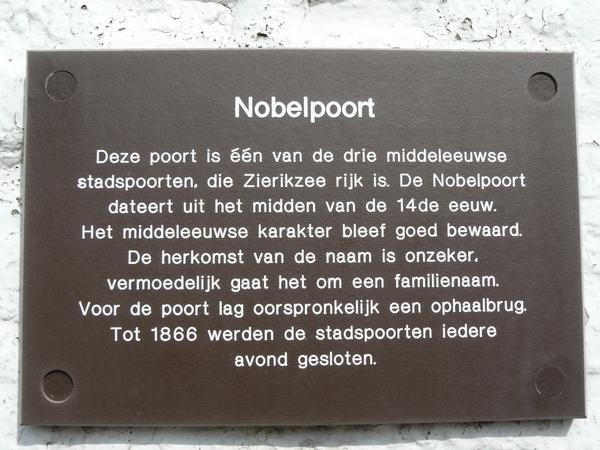 Nobelpoort
Deze poort is één van de drie middeleeuwse
stadspoorten, die Zierikzee rijk is. De Nobelpoort
dateert uit het midden van de 14de eeuw.
Het middeleeuwse karakter bleef goed bewaard.
De herkomst van de naam is onzeker,
vermoedelijk gaat het om een familienaam.
Voor de poort lag oorspronkelijk een ophaalbrug.
Tot 1866 werden de stadspoorten iedere
avond gesloten.